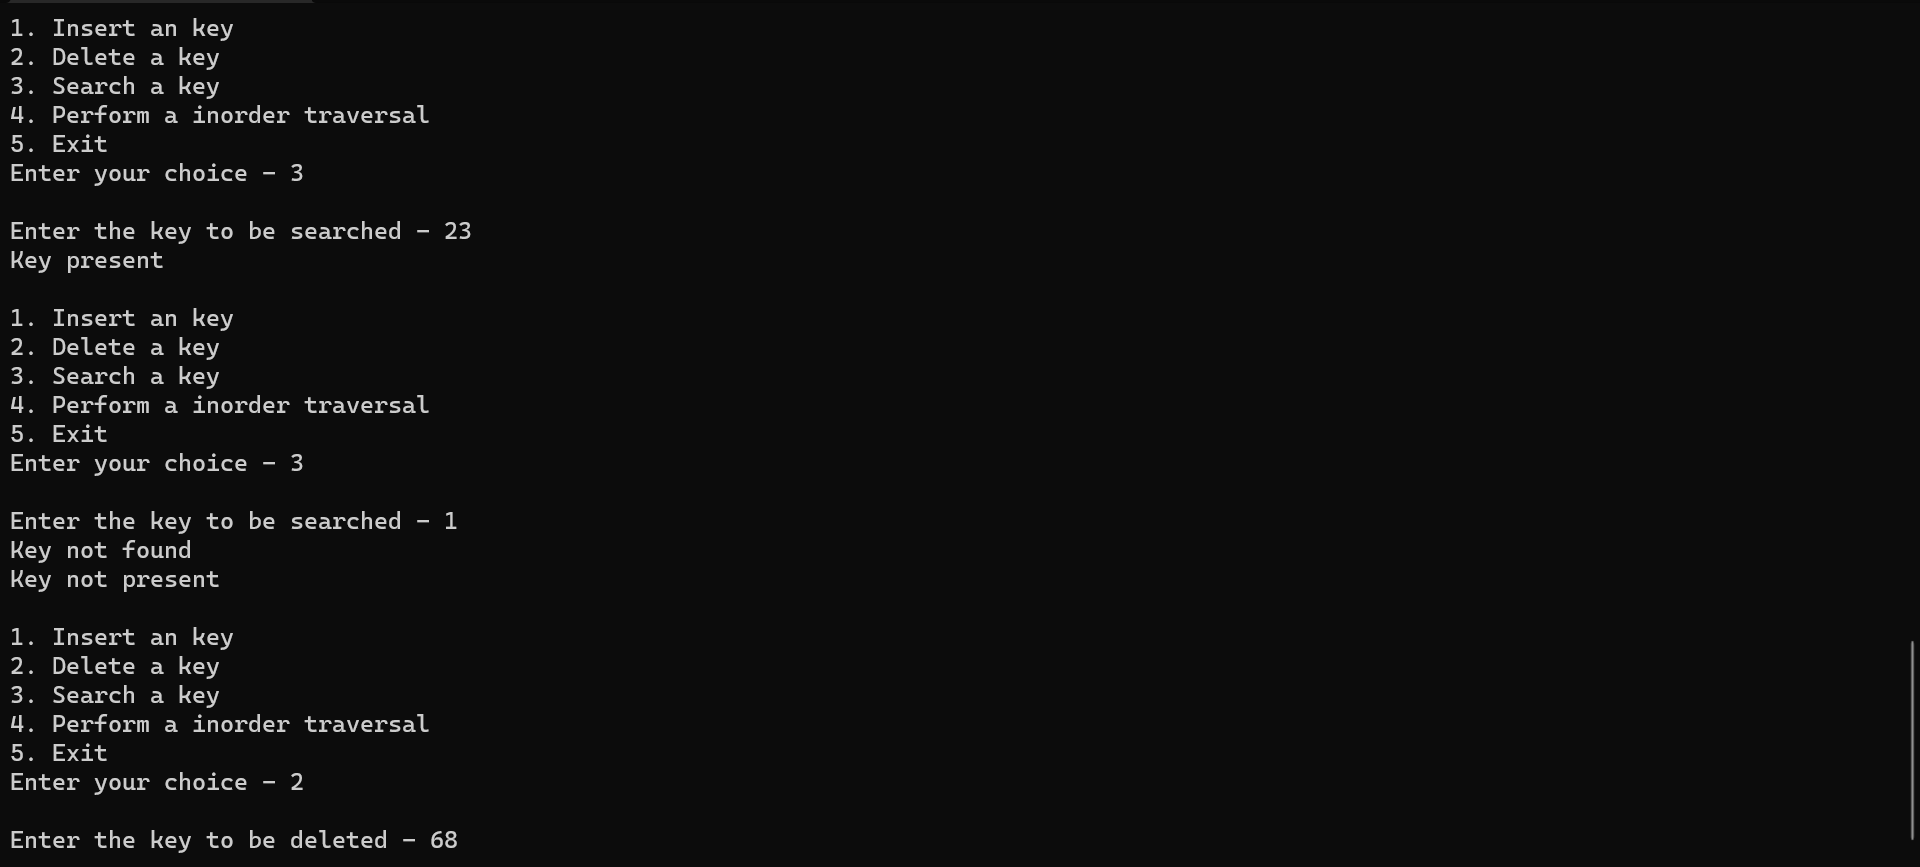 1. Insert an key
2. Delete a key
3. Search a key
4. Perform a inorder traversal
5. Exit
Enter your choice - 3
Enter the key to be searched - 23
Key present
1. Insert an key
2. Delete a key
3. Search a key
4. Perform a inorder traversal
5. Exit
Enter your choice - 3
Enter the key to be searched - 1
Key not found
Key not present
1. Insert an key
2. Delete a key
3. Search a key
4. Perform a inorder traversal
5. Exit
Enter your choice - 2
Enter the key to be deleted - 68